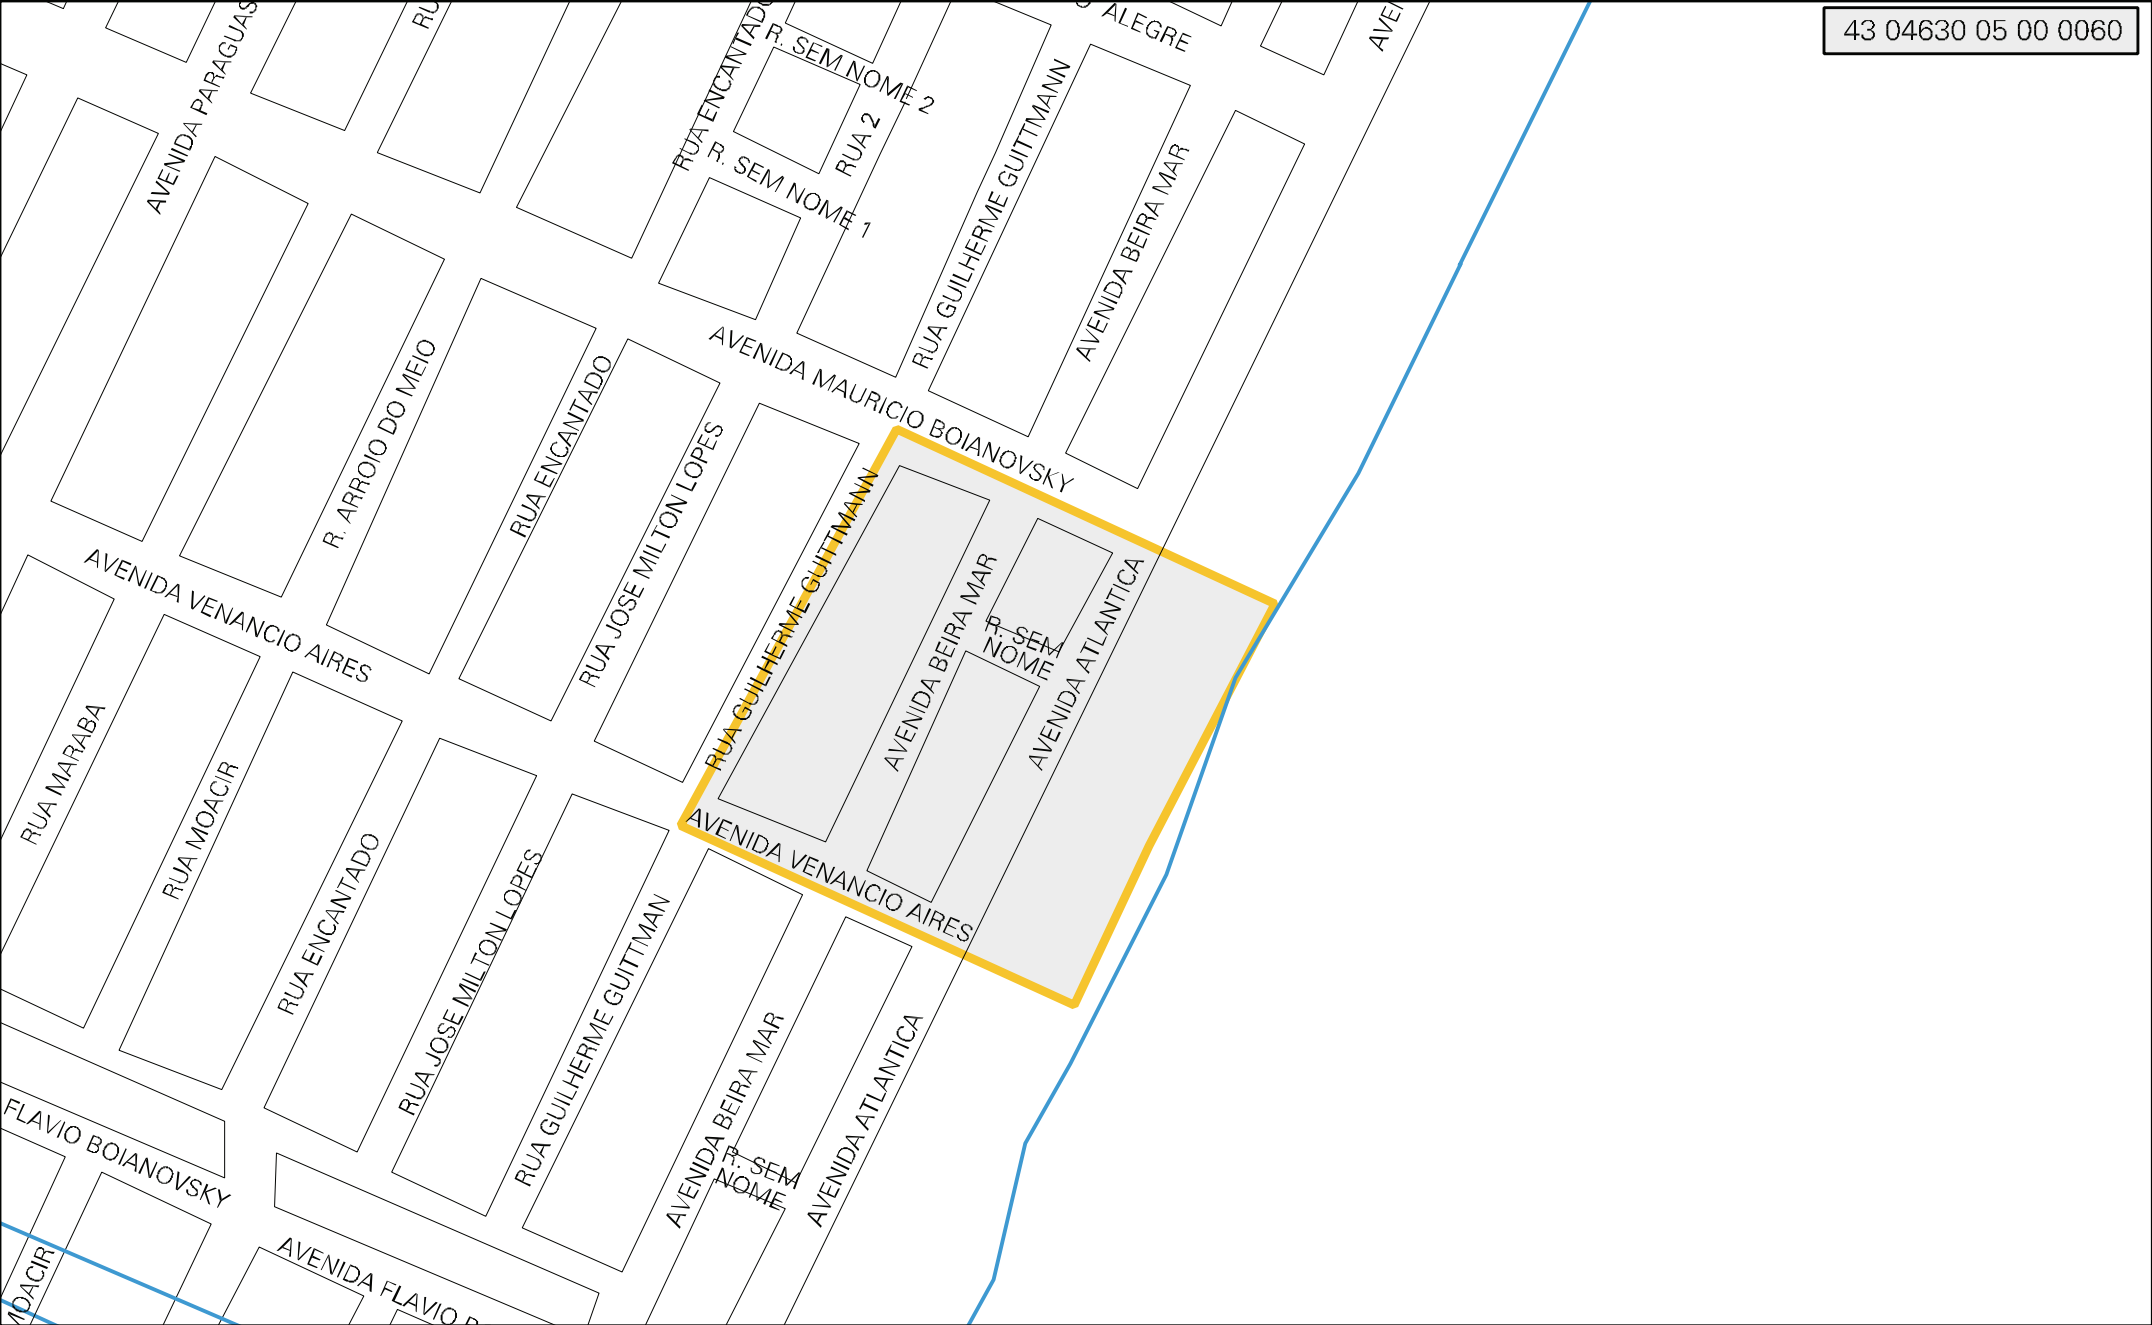 43 04630 05 00 0060
ALEGRE
AVENIDA PARAGUAS
RUA ENCANTADO
R. SEM NOME 2
RUA 2
R. SEM NOME 1
RUA GUILHERME GUITTMANN
AVENIDA BEIRA MAR
AVENIDA MAURICIO BOIANOVSKY
R. ARROIO DO MEIO
RUA ENCANTADO
RUA JOSE MILTON LOPES
RUA GUILHERME GUITTMANN
AVENIDA BEIRA MAR
R. SEM
NOME
AVENIDA ATLANTICA
AVENIDA VENANCIO AIRES
AVENIDA VENANCIO AIRES
RUA MARABA
RUA MOACIR
RUA ENCANTADO
RUA JOSE MILTON LOPES
RUA GUILHERME GUITTMAN
AVENIDA BEIRA MAR
AVENIDA ATLANTICA
R. SEM
NOME
FLAVIO BOIANOVSKY
AVENIDA FLAVIO
MOACIR